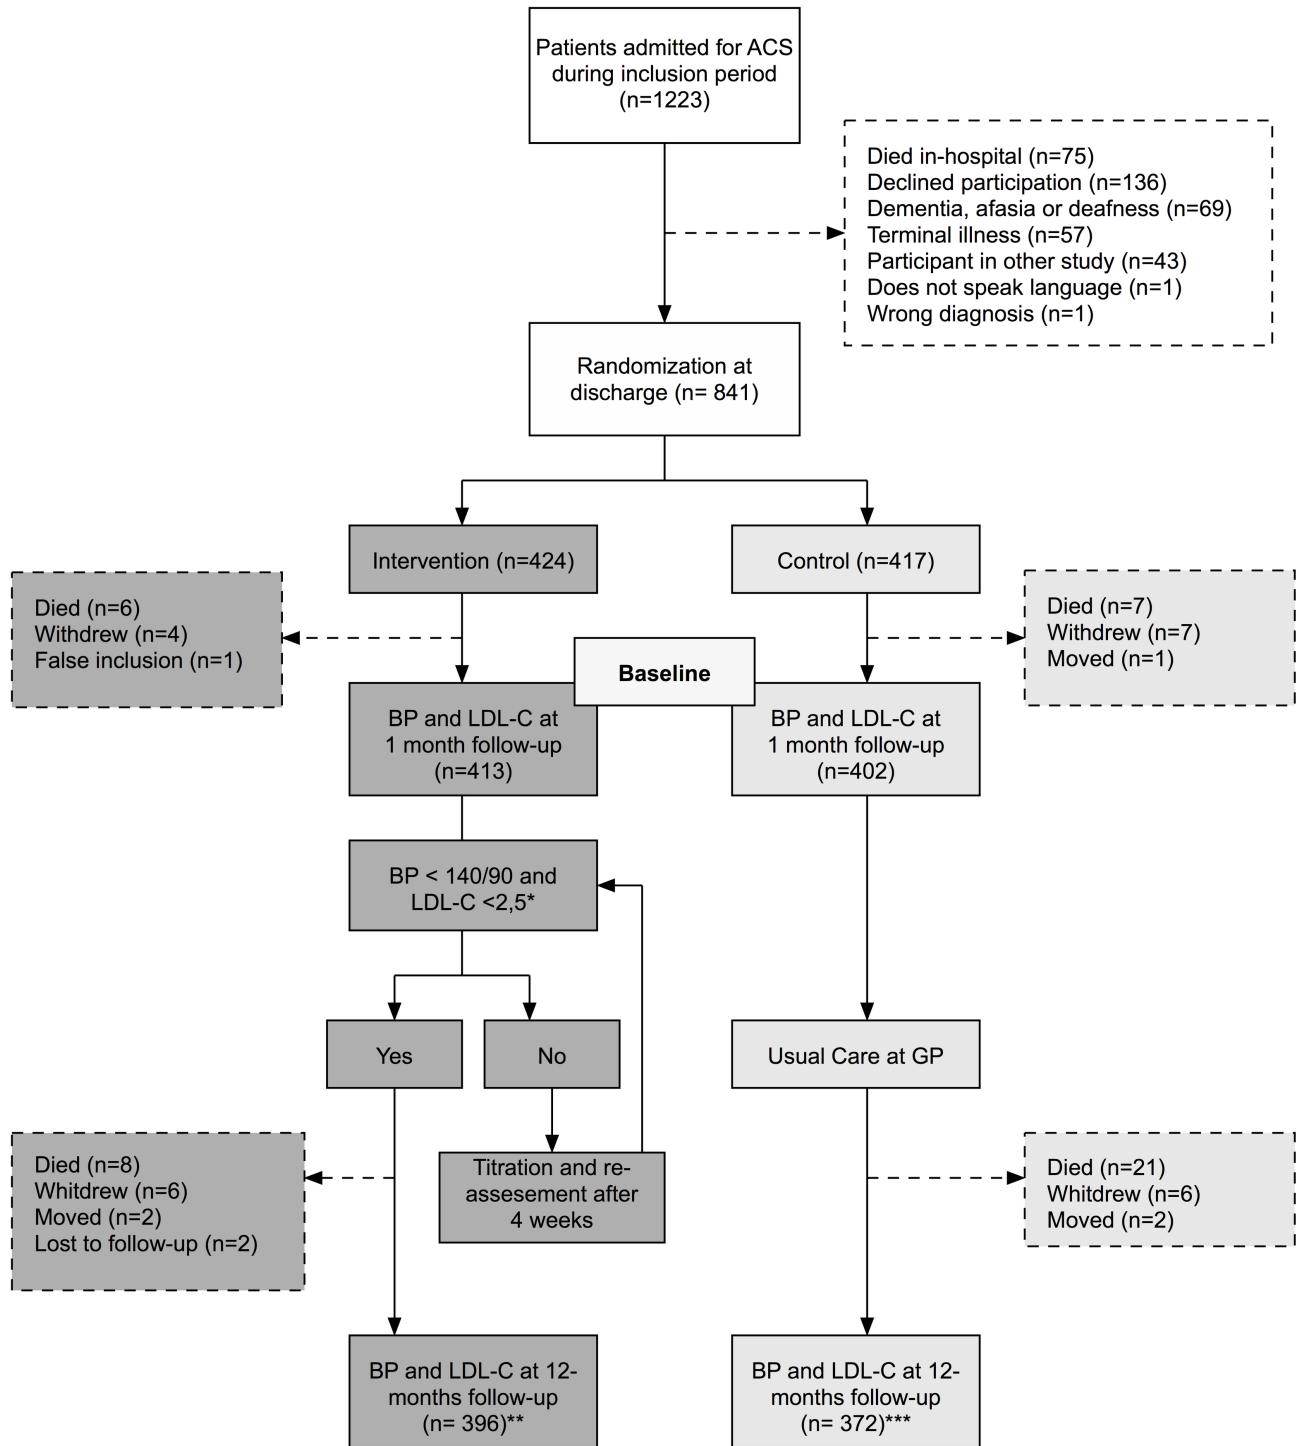 Patients admitted for ACS
during inclusion period
(n=1223)
Died in-hospital (n=75)
Declined participation (n=136)
Dementia, afasia or deafness (n=69)
Terminal illness (n=57)
Participant in other study (n=43)
Does not speak language (n=1)
Wrong diagnosis (n=1)
Randomization at
discharge (n= 841)
Intervention (n=424)
Control (n=417)
Died (n=6)
Withdrew (n=4)
False inclusion (n=1)
Died (n=7)
Withdrew (n=7)
Moved (n=1)
Baseline
BP and LDL-C at
1 month follow-up
(n=413)
BP and LDL-C at
1 month follow-up
(n=402)
BP < 140/90 and
LDL-C <2,5*
Yes
No
Usual Care at GP
Titration and re-
assesement after
4 weeks
Died (n=8)
Whitdrew (n=6)
Moved (n=2)
Lost to follow-up (n=2)
Died (n=21)
Whitdrew (n=6)
Moved (n=2)
BP and LDL-C at 12-
months follow-up
(n= 396)**
BP and LDL-C at 12-
months follow-up
(n= 372)***